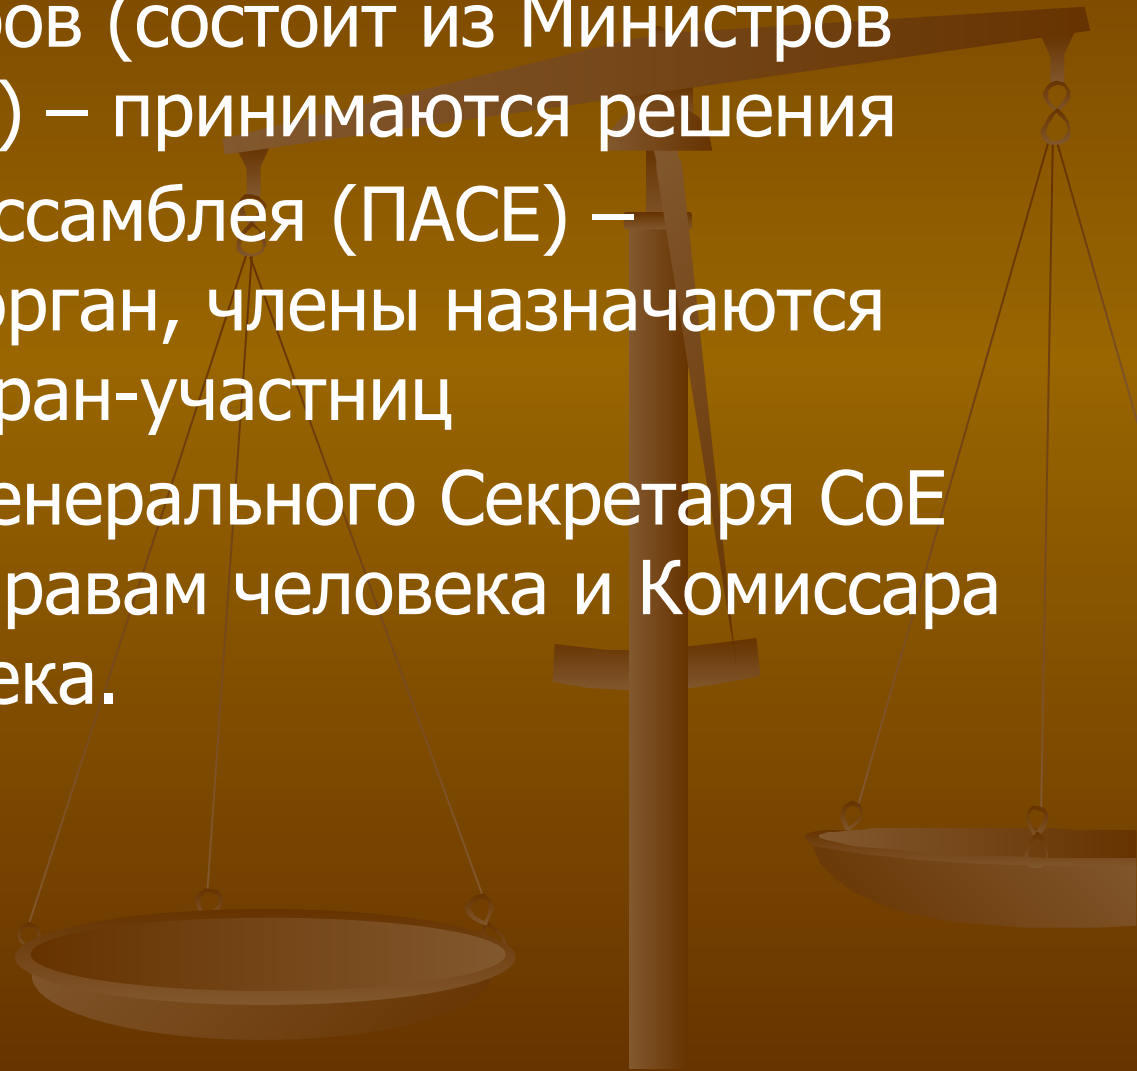 ров (состоит из Министров
) – принимаются решения
ссамблея (ПАСЕ) –
орган, члены назначаются
ран-участниц
енерального Секретаря СоЕ
равам человека и Комиссара
ека.